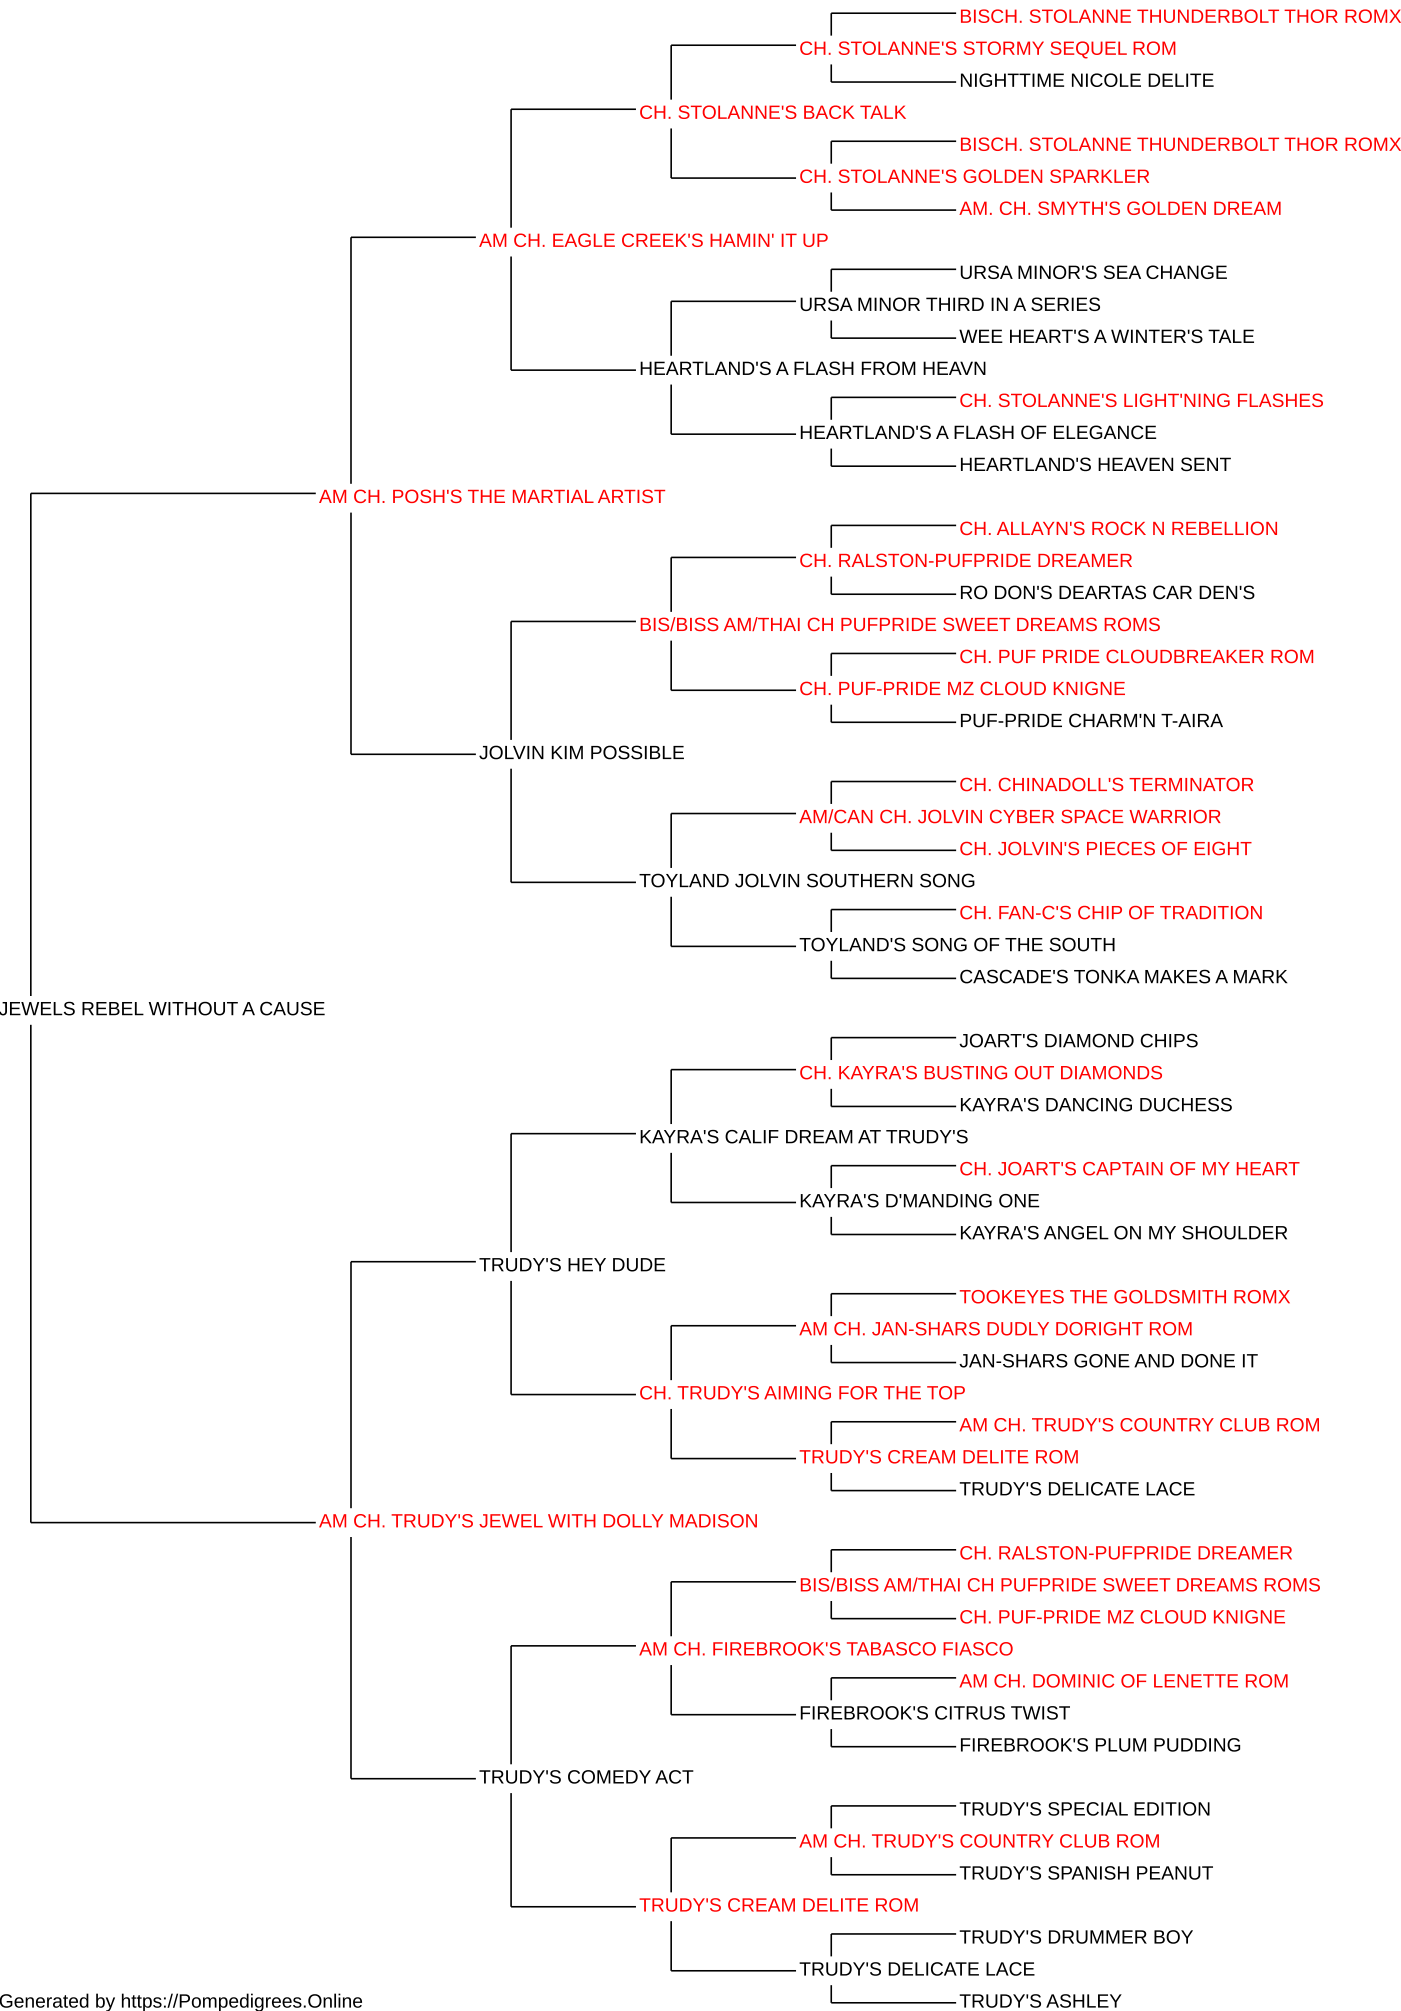 BISCH. STOLANNE THUNDERBOLT THOR ROMX
CH. STOLANNE'S STORMY SEQUEL ROM
NIGHTTIME NICOLE DELITE
CH. STOLANNE'S BACK TALK
BISCH. STOLANNE THUNDERBOLT THOR ROMX
CH. STOLANNE'S GOLDEN SPARKLER
AM. CH. SMYTH'S GOLDEN DREAM
AM CH. EAGLE CREEK'S HAMIN' IT UP
URSA MINOR'S SEA CHANGE
URSA MINOR THIRD IN A SERIES
WEE HEART'S A WINTER'S TALE
HEARTLAND'S A FLASH FROM HEAVN
CH. STOLANNE'S LIGHT'NING FLASHES
HEARTLAND'S A FLASH OF ELEGANCE
HEARTLAND'S HEAVEN SENT
AM CH. POSH'S THE MARTIAL ARTIST
CH. ALLAYN'S ROCK N REBELLION
CH. RALSTON-PUFPRIDE DREAMER
RO DON'S DEARTAS CAR DEN'S
BIS/BISS AM/THAI CH PUFPRIDE SWEET DREAMS ROMS
CH. PUF PRIDE CLOUDBREAKER ROM
CH. PUF-PRIDE MZ CLOUD KNIGNE
PUF-PRIDE CHARM'N T-AIRA
JOLVIN KIM POSSIBLE
CH. CHINADOLL'S TERMINATOR
AM/CAN CH. JOLVIN CYBER SPACE WARRIOR
CH. JOLVIN'S PIECES OF EIGHT
TOYLAND JOLVIN SOUTHERN SONG
CH. FAN-C'S CHIP OF TRADITION
TOYLAND'S SONG OF THE SOUTH
CASCADE'S TONKA MAKES A MARK
JEWELS REBEL WITHOUT A CAUSE
JOART'S DIAMOND CHIPS
CH. KAYRA'S BUSTING OUT DIAMONDS
KAYRA'S DANCING DUCHESS
KAYRA'S CALIF DREAM AT TRUDY'S
CH. JOART'S CAPTAIN OF MY HEART
KAYRA'S D'MANDING ONE
KAYRA'S ANGEL ON MY SHOULDER
TRUDY'S HEY DUDE
TOOKEYES THE GOLDSMITH ROMX
AM CH. JAN-SHARS DUDLY DORIGHT ROM
JAN-SHARS GONE AND DONE IT
CH. TRUDY'S AIMING FOR THE TOP
AM CH. TRUDY'S COUNTRY CLUB ROM
TRUDY'S CREAM DELITE ROM
TRUDY'S DELICATE LACE
AM CH. TRUDY'S JEWEL WITH DOLLY MADISON
CH. RALSTON-PUFPRIDE DREAMER
BIS/BISS AM/THAI CH PUFPRIDE SWEET DREAMS ROMS
CH. PUF-PRIDE MZ CLOUD KNIGNE
AM CH. FIREBROOK'S TABASCO FIASCO
AM CH. DOMINIC OF LENETTE ROM
FIREBROOK'S CITRUS TWIST
FIREBROOK'S PLUM PUDDING
TRUDY'S COMEDY ACT
TRUDY'S SPECIAL EDITION
AM CH. TRUDY'S COUNTRY CLUB ROM
TRUDY'S SPANISH PEANUT
TRUDY'S CREAM DELITE ROM
TRUDY'S DRUMMER BOY
TRUDY'S DELICATE LACE
TRUDY'S ASHLEY
Generated by https://Pompedigrees.Online